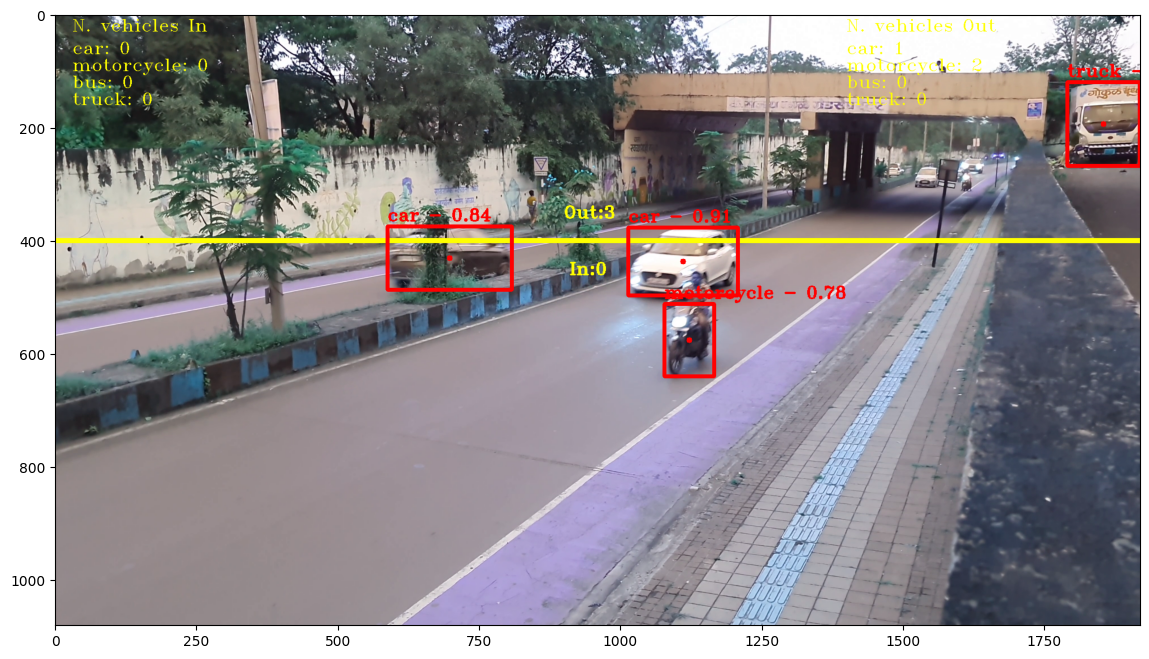 N. vehicles In
car: 0
motorcycle: 0
bus: 0
truck: 0
N. vehicles Out
car: 1
motorcycle: 2
bus: 0
truck: 0
truck -
गोकुळ
car - 0.84
Out:3
car - 0.91
In:0
motorcycle - 0.78
0
200
400
600
800
1000
0
250
500
750
1000
1250
1500
1750